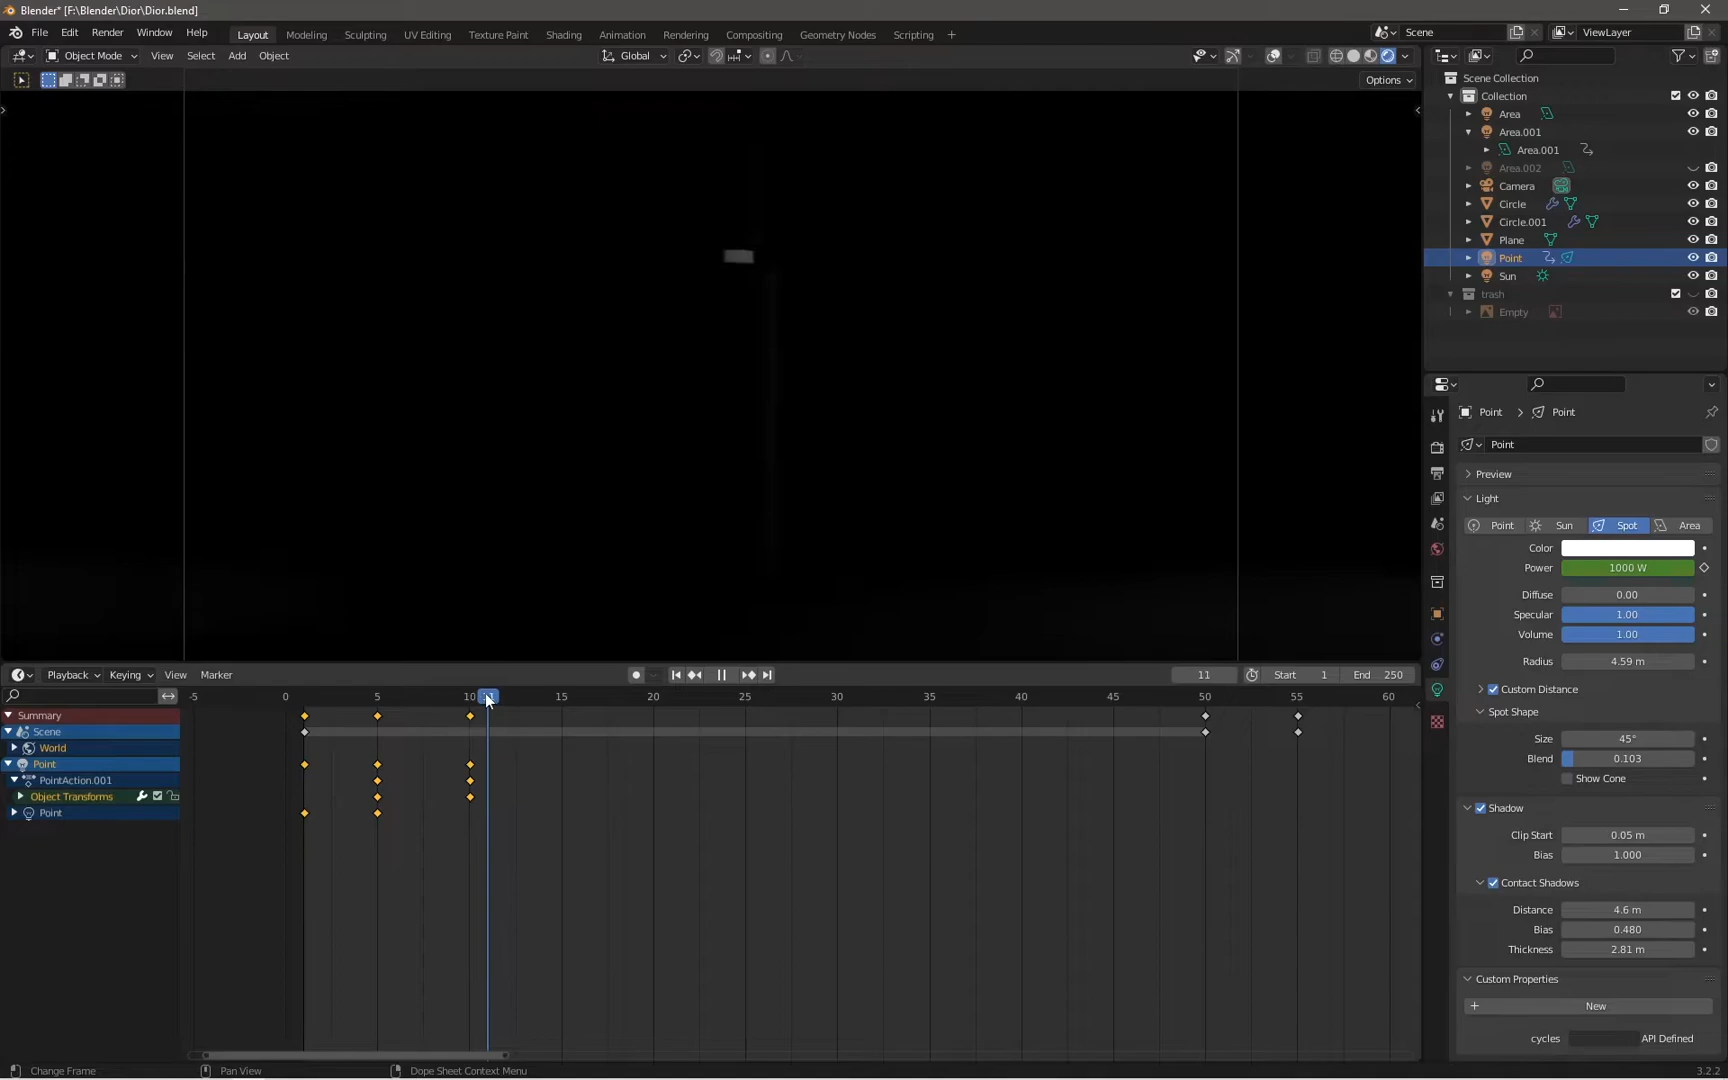 Blender* [F:\Blender\Dior\Dior.blend]
File Edit Render Window Help Layout Modeling Sculpting UV Editing Texture Paint Shading Animation Rendering Compositing Geometry Nodes Scripting + Scene ViewLayer
Object Mode View Select Add Object Global
Options
Scene Collection
Collection
Area
Area.001
Area.001
Area.002
Camera
Circle
Circle.001
Plane
Point
Sun
trash
Empty
Point > Point
Point
Preview
Light
Point Sun Spot Area
Color
Power 1000 W
Diffuse 0.00
Specular 1.00
Volume 1.00
Radius 4.59 m
Custom Distance
Spot Shape
Size 45°
Blend 0.103
Show Cone
Shadow
Clip Start 0.05 m
Bias 1.000
Contact Shadows
Distance 4.6 m
Bias 0.480
Thickness 2.81 m
Custom Properties
+ New
cycles API Defined
Playback Keying View Marker 11 Start 1 End 250
-5 0 5 10 15 20 25 30 35 40 45 50 55 60
Summary
Scene
World
Point
PointAction.001
Object Transforms
Point
Change Frame Pan View Dope Sheet Context Menu 3.2.2